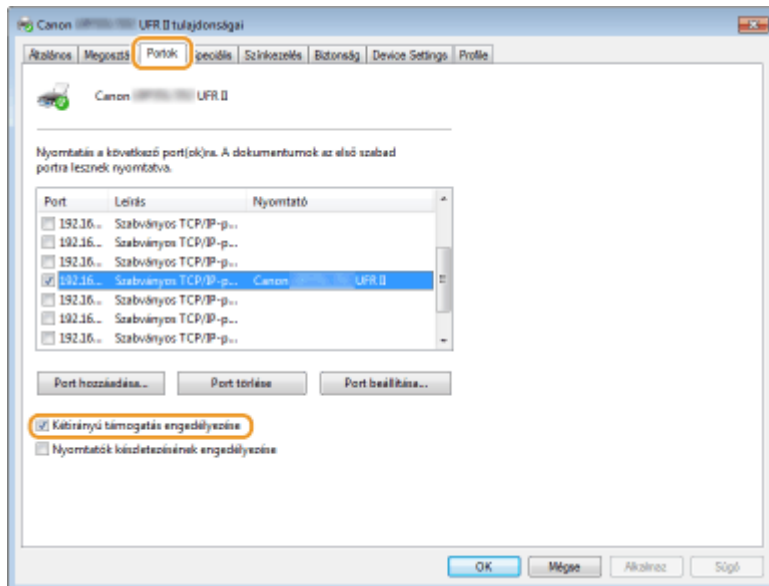 Canon UFR II tulajdonságai
Általános Megosztá Portok peciális Színkezelés Biztonság Device Settings Profile
Canon UFR II
Nyomtatás a következő port(ok)ra. A dokumentumok az első szabad
portra lesznek nyomtatva.
Port Leírás Nyomtató
192.16... Szabványos TCP/IP-p...
192.16... Szabványos TCP/IP-p...
192.16... Szabványos TCP/IP-p...
192.16... Szabványos TCP/IP-p... Canon UFR II
192.16... Szabványos TCP/IP-p...
192.16... Szabványos TCP/IP-p...
192.16... Szabványos TCP/IP-p...
Port hozzáadása... Port törlése Port beállítása...
Kétirányú támogatás engedélyezése
Nyomtatók készletezésének engedélyezése
OK Mégse Alkalmaz Súgó